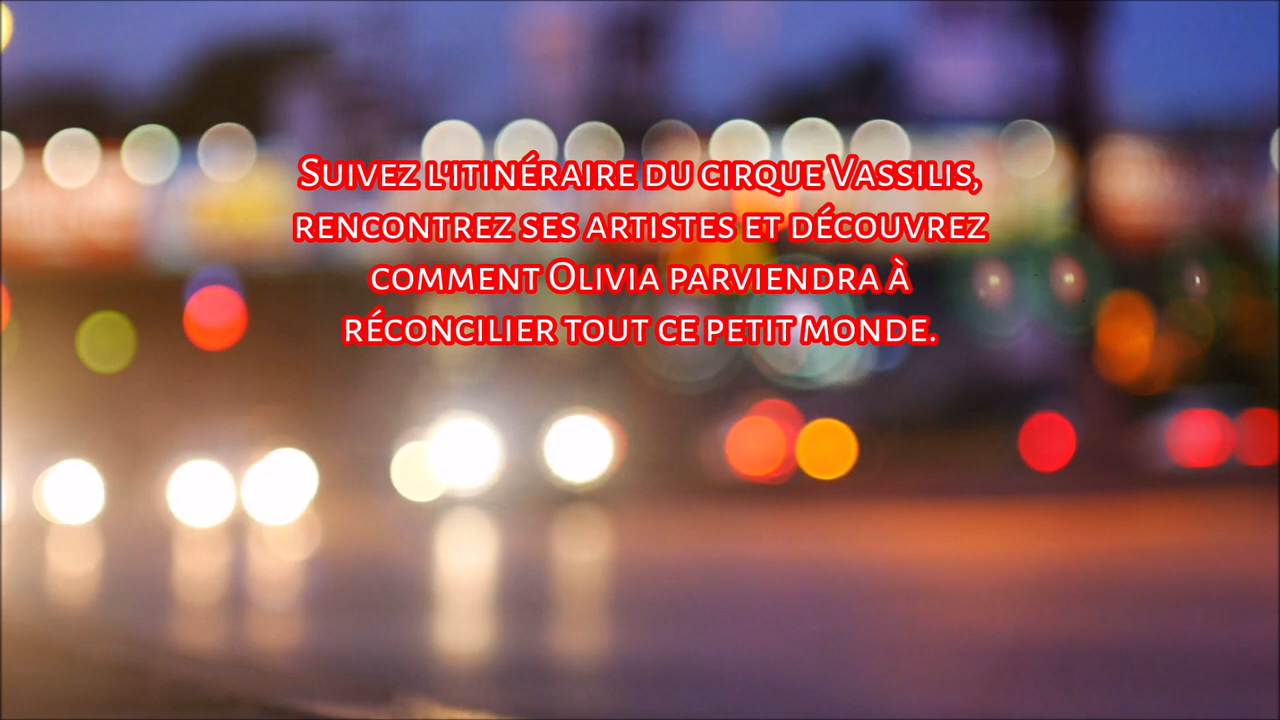 Suivez l'itinéraire du cirque Vassilis,
rencontrez ses artistes et découvrez
comment Olivia parviendra à
réconcilier tout ce petit monde.